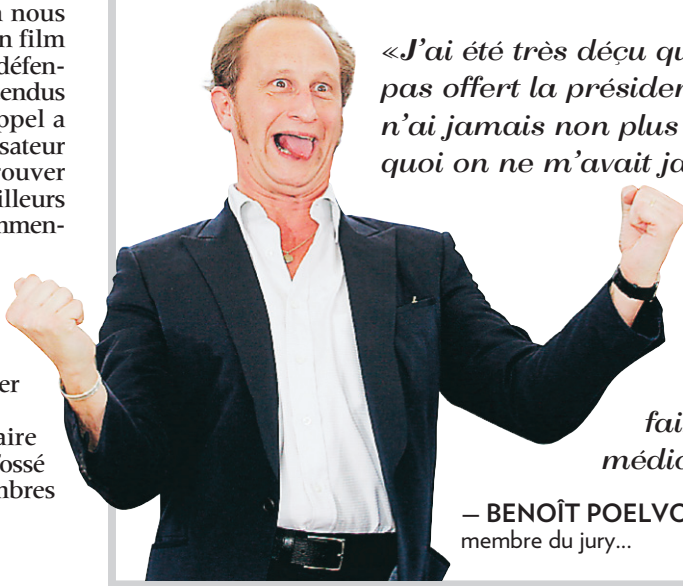 nous
n film
défen-
endus
ppel a
sateur
rouver
illeurs
mmen-
er
aire
ossé
mbres
«J’ai été très déçu qu
pas offert la présiden
n’ai jamais non plus
quoi on ne m’avait ja
fai
médio
— BENOÎT POELVO
membre du jury...